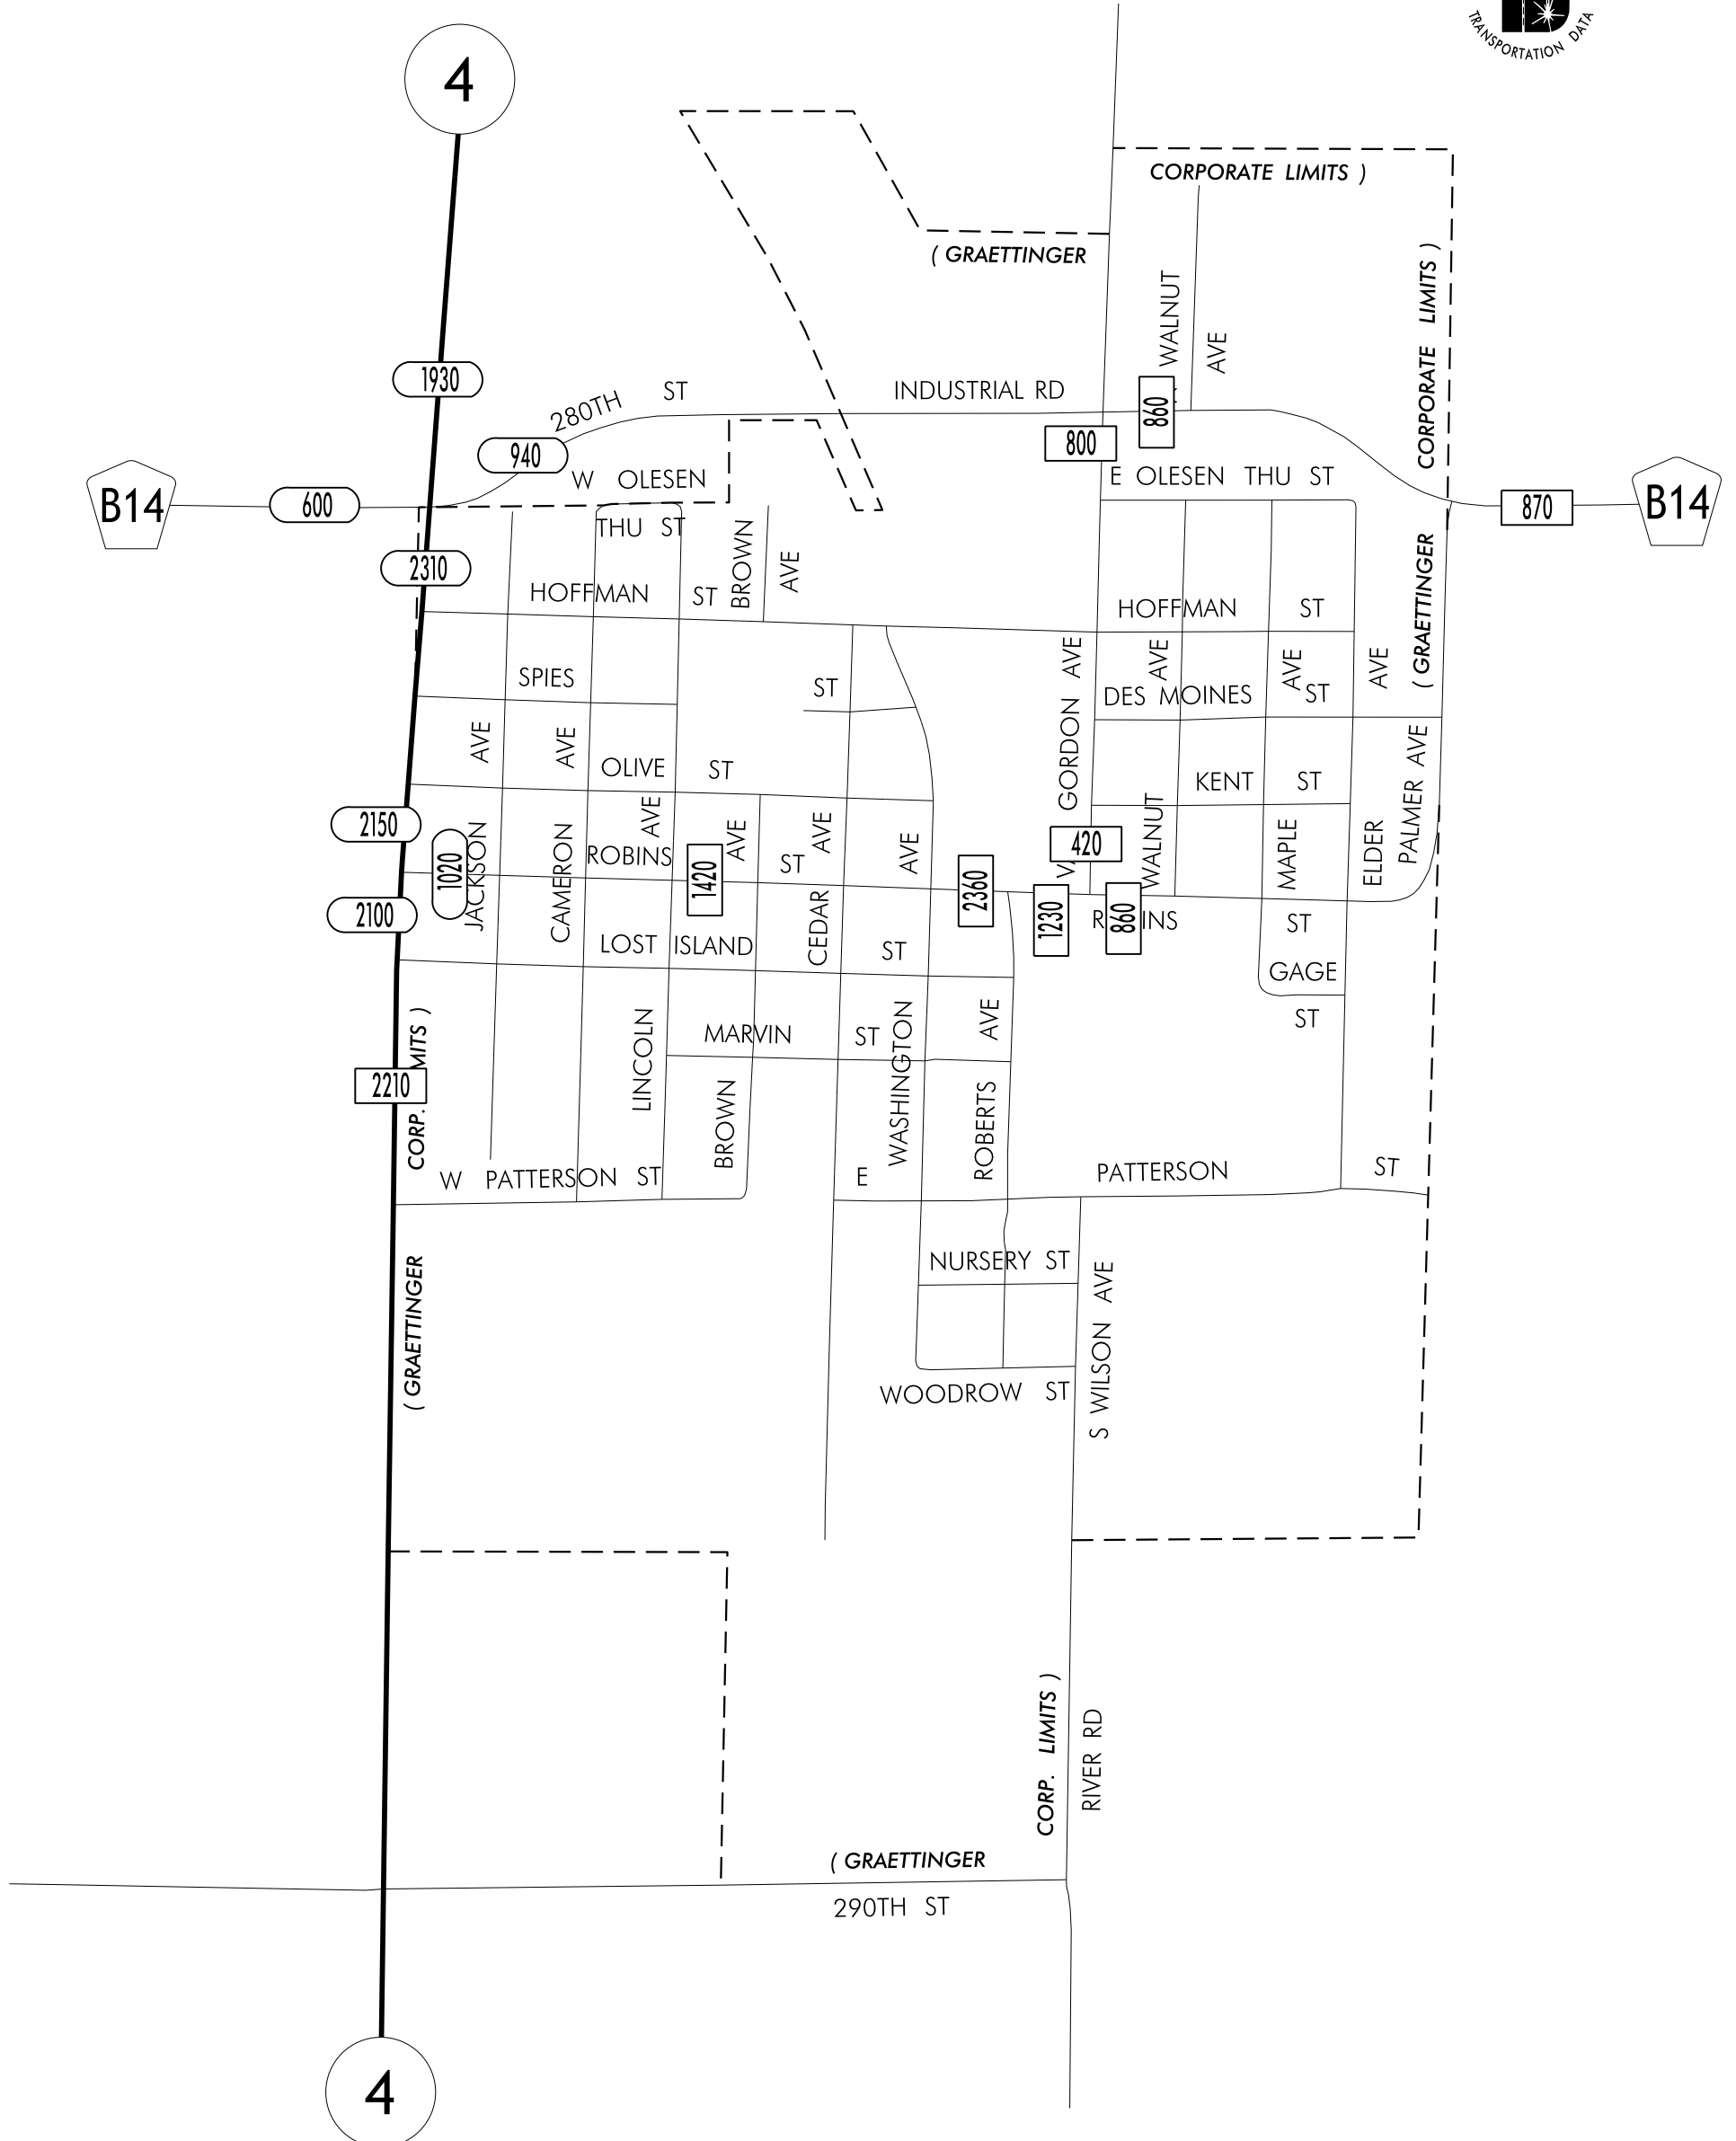 TRANSPORTATION DATA
4
CORPORATE LIMITS )
( GRAETTINGER
CORPORATE LIMITS )
WALNUT
AVE
1930
280TH ST
INDUSTRIAL RD
860
940
800
W OLESEN
E OLESEN THU ST
B14
600
870
B14
THU ST
BROWN
AVE
2310
( GRAETTINGER
HOFFMAN ST
HOFFMAN ST
SPIES
ST
GORDON AVE
AVE
AVE
AVE
DES MOINES ST
AVE
AVE
OLIVE ST
KENT ST
PALMER AVE
2150
1020
JACKSON
CAMERON
AVE
ROBINS
1420
AVE
ST
AVE
AVE
2360
420
WALNUT
MAPLE
ELDER
2100
CEDAR
1230
860
ST
LOST ISLAND
ST
GAGE
ST
CORP.
2210
LINCOLN
MARVIN ST
WASHINGTON
AVE
BROWN
ROBERTS
W PATTERSON ST
E
PATTERSON
ST
( GRAETTINGER
NURSERY ST
S WILSON AVE
WOODROW ST
CORP. LIMITS )
RIVER RD
( GRAETTINGER
290TH ST
4